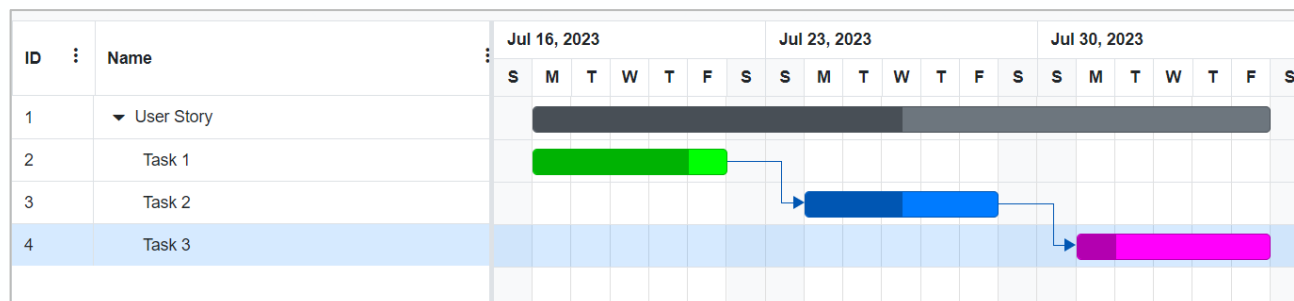 ID Name Jul 16, 2023 Jul 23, 2023 Jul 30, 2023
S M T W T F S S M T W T F S S M T W T F S
1 User Story
2 Task 1
3 Task 2
4 Task 3